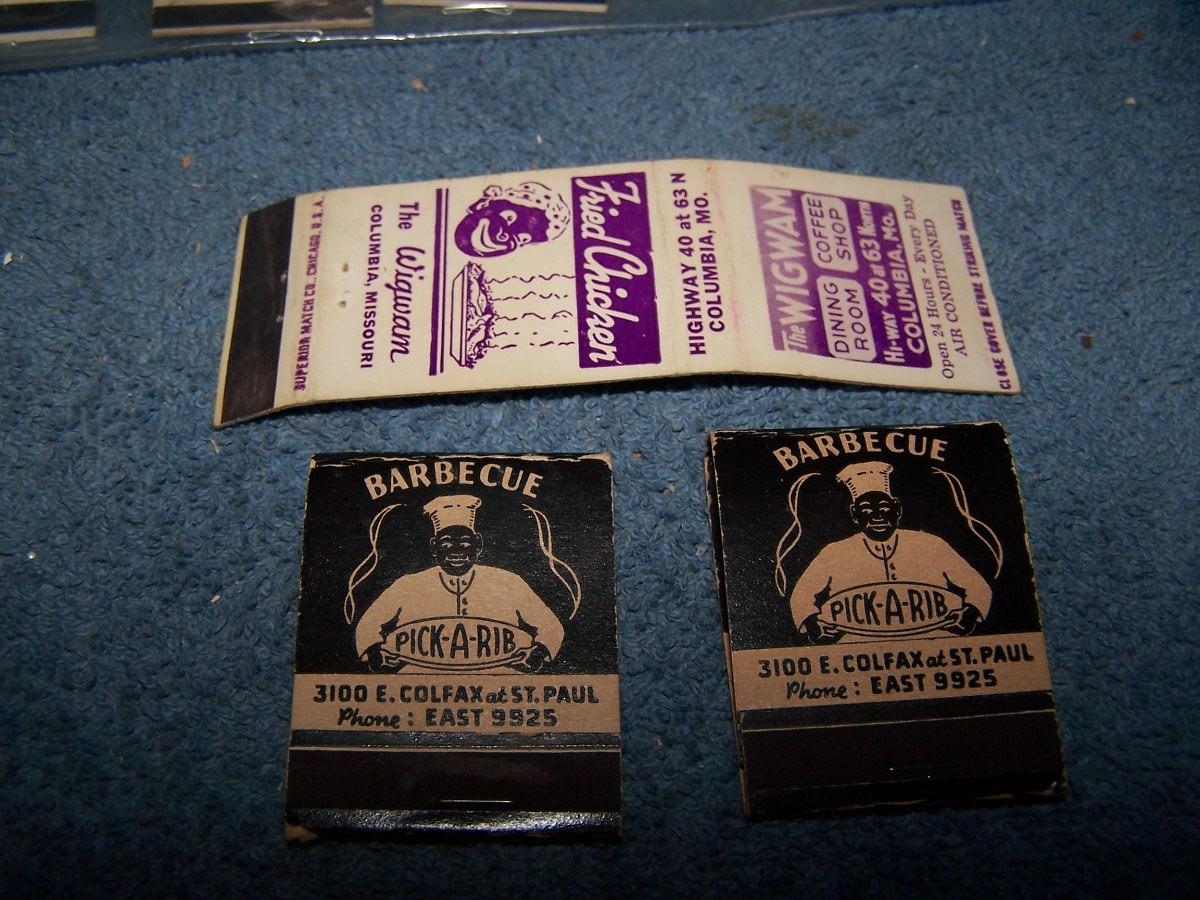 SUPERIOR MATCH CO., CHICAGO, U.S.A.
The Wigwam
COLUMBIA, MISSOURI
Fried Chicken
HIGHWAY 40 at 63 N
COLUMBIA, MO.
The WIGWAM
DINING ROOM
COFFEE SHOP
Hi-WAY 40 at 63 North
COLUMBIA, Mo.
Open 24 Hours - Every Day
AIR CONDITIONED
CLOSE COVER BEFORE STRIKING MATCH
BARBECUE
PICK-A-RIB
3100 E. COLFAX at ST. PAUL
Phone: EAST 9925
BARBECUE
PICK-A-RIB
3100 E. COLFAX at ST. PAUL
Phone: EAST 9925